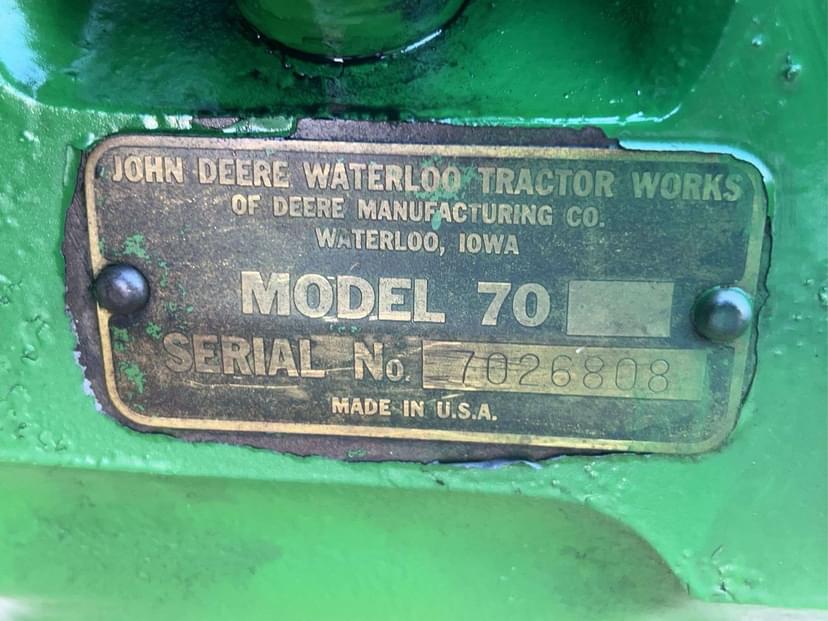 JOHN DEERE WATERLOO TRACTOR WORKS
OF DEERE MANUFACTURING CO.
WATERLOO, IOWA
MODEL 70
SERIAL No. 7026808
MADE IN U.S.A.